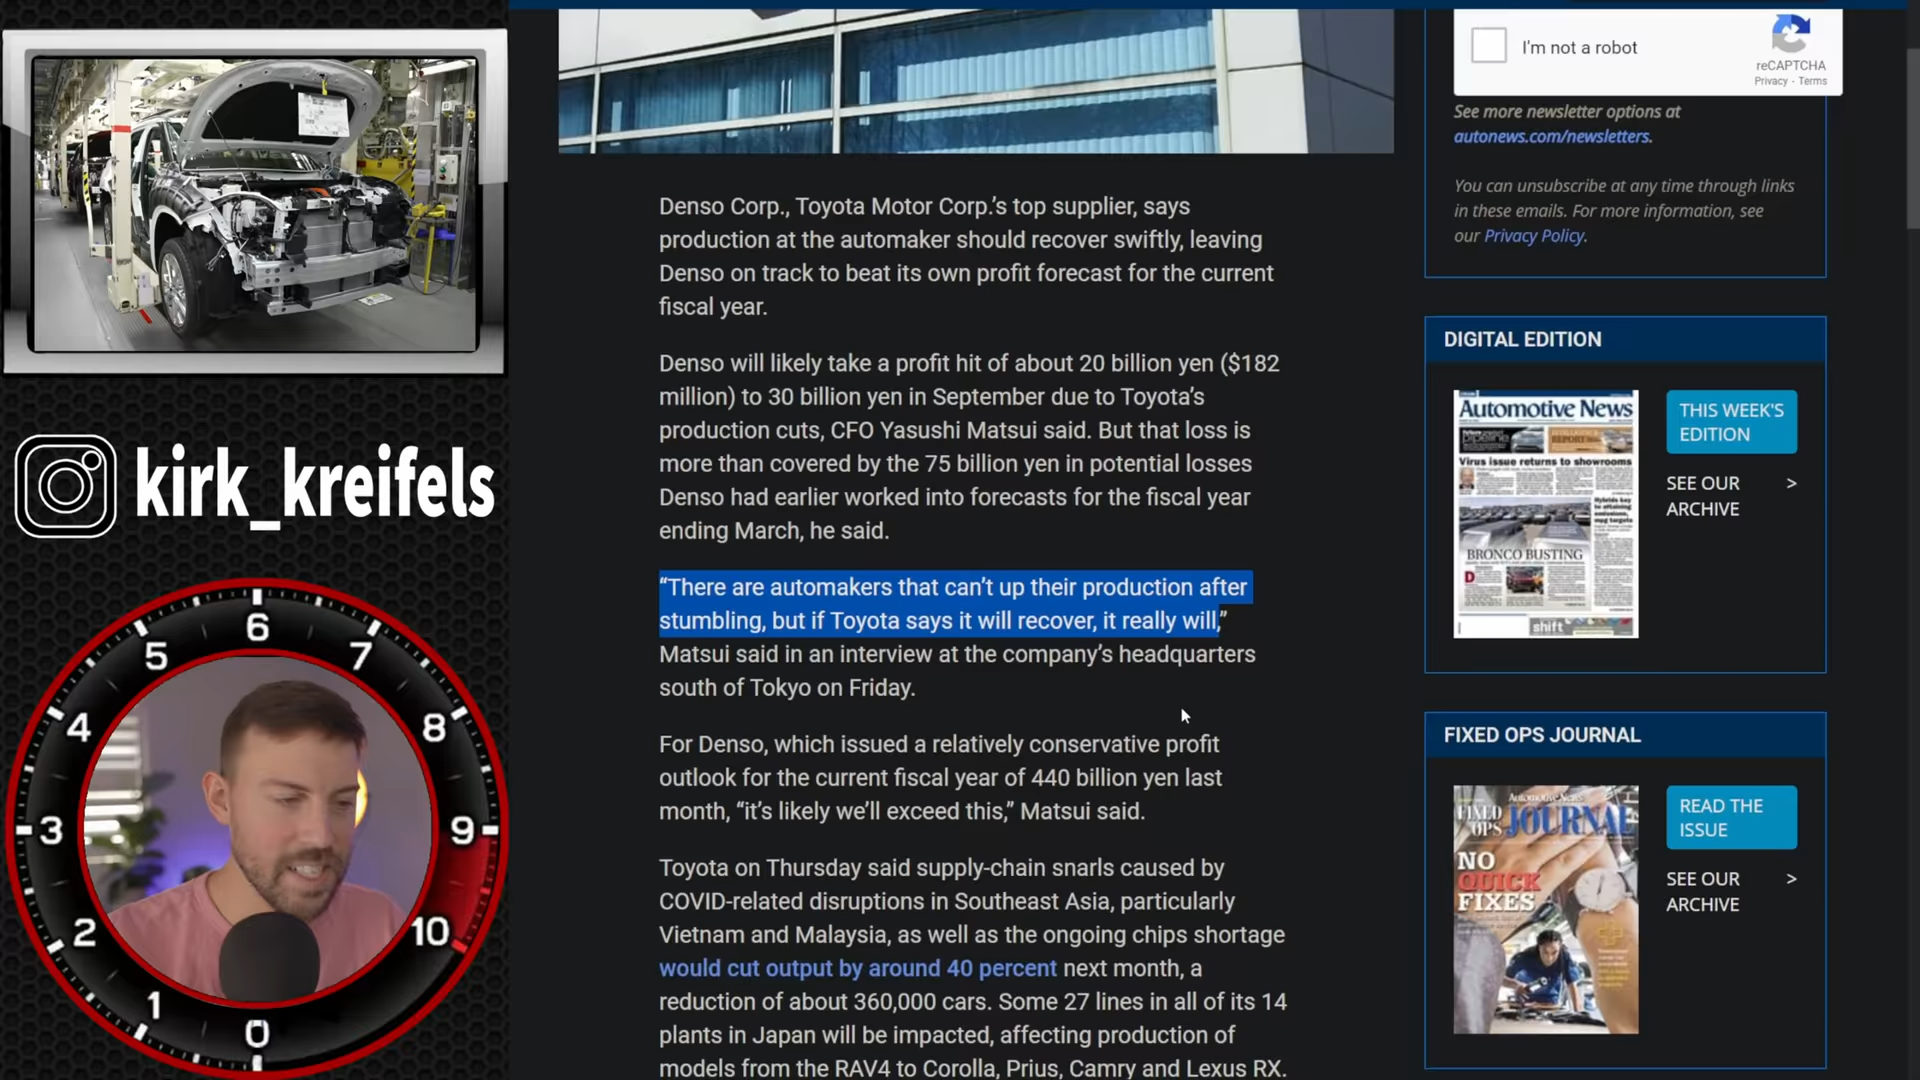 kirk_kreifels
6
5
7
4
8
3
9
2
10
1
0
Denso Corp., Toyota Motor Corp.’s top supplier, says
production at the automaker should recover swiftly, leaving
Denso on track to beat its own profit forecast for the current
fiscal year.
Denso will likely take a profit hit of about 20 billion yen ($182
million) to 30 billion yen in September due to Toyota’s
production cuts, CFO Yasushi Matsui said. But that loss is
more than covered by the 75 billion yen in potential losses
Denso had earlier worked into forecasts for the fiscal year
ending March, he said.
“There are automakers that can’t up their production after
stumbling, but if Toyota says it will recover, it really will,”
Matsui said in an interview at the company’s headquarters
south of Tokyo on Friday.
For Denso, which issued a relatively conservative profit
outlook for the current fiscal year of 440 billion yen last
month, “it’s likely we’ll exceed this,” Matsui said.
Toyota on Thursday said supply-chain snarls caused by
COVID-related disruptions in Southeast Asia, particularly
Vietnam and Malaysia, as well as the ongoing chips shortage
would cut output by around 40 percent next month, a
reduction of about 360,000 cars. Some 27 lines in all of its 14
plants in Japan will be impacted, affecting production of
models from the RAV4 to Corolla, Prius, Camry and Lexus RX.
I'm not a robot
reCAPTCHA
Privacy - Terms
See more newsletter options at
autonews.com/newsletters.
You can unsubscribe at any time through links
in these emails. For more information, see
our Privacy Policy.
DIGITAL EDITION
Automotive News
Virus issue returns to showrooms
BRONCO BUSTING
shift
THIS WEEK'S
EDITION
SEE OUR >
ARCHIVE
FIXED OPS JOURNAL
Automotive News
FIXED OPS JOURNAL
NO
QUICK
FIXES
READ THE
ISSUE
SEE OUR >
ARCHIVE